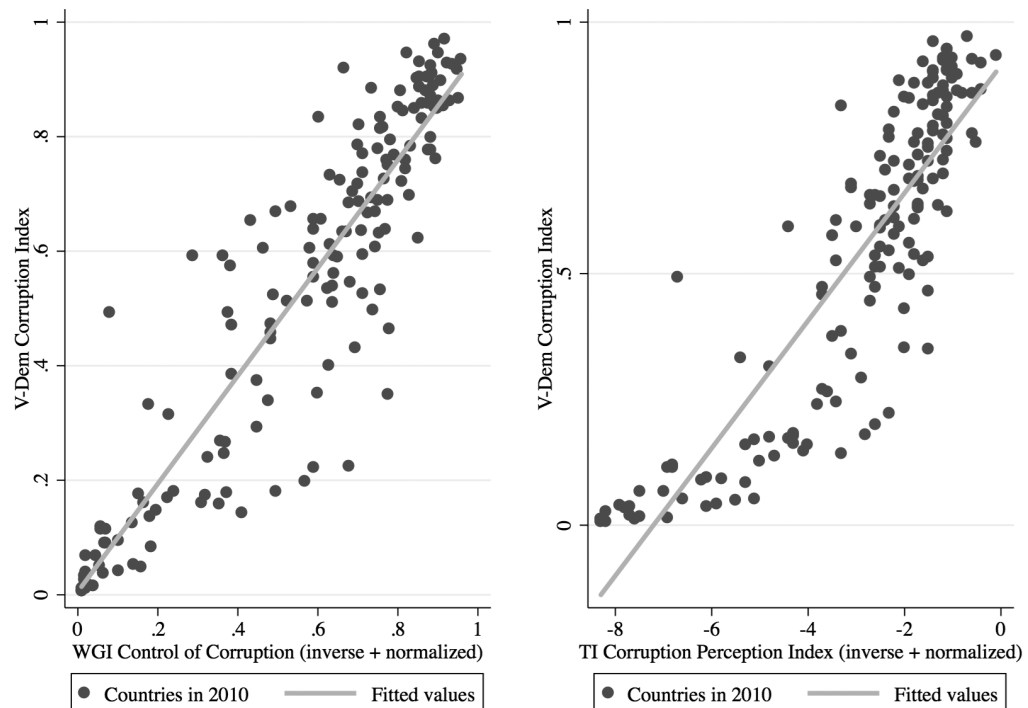 V-Dem Corruption Index
1
.8
.6
.4
.2
0
0
.2
.4
.6
.8
1
WGI Control of Corruption (inverse + normalized)
Countries in 2010
Fitted values
V-Dem Corruption Index
1
.5
0
-8
-6
-4
-2
0
TI Corruption Perception Index (inverse + normalized)
Countries in 2010
Fitted values